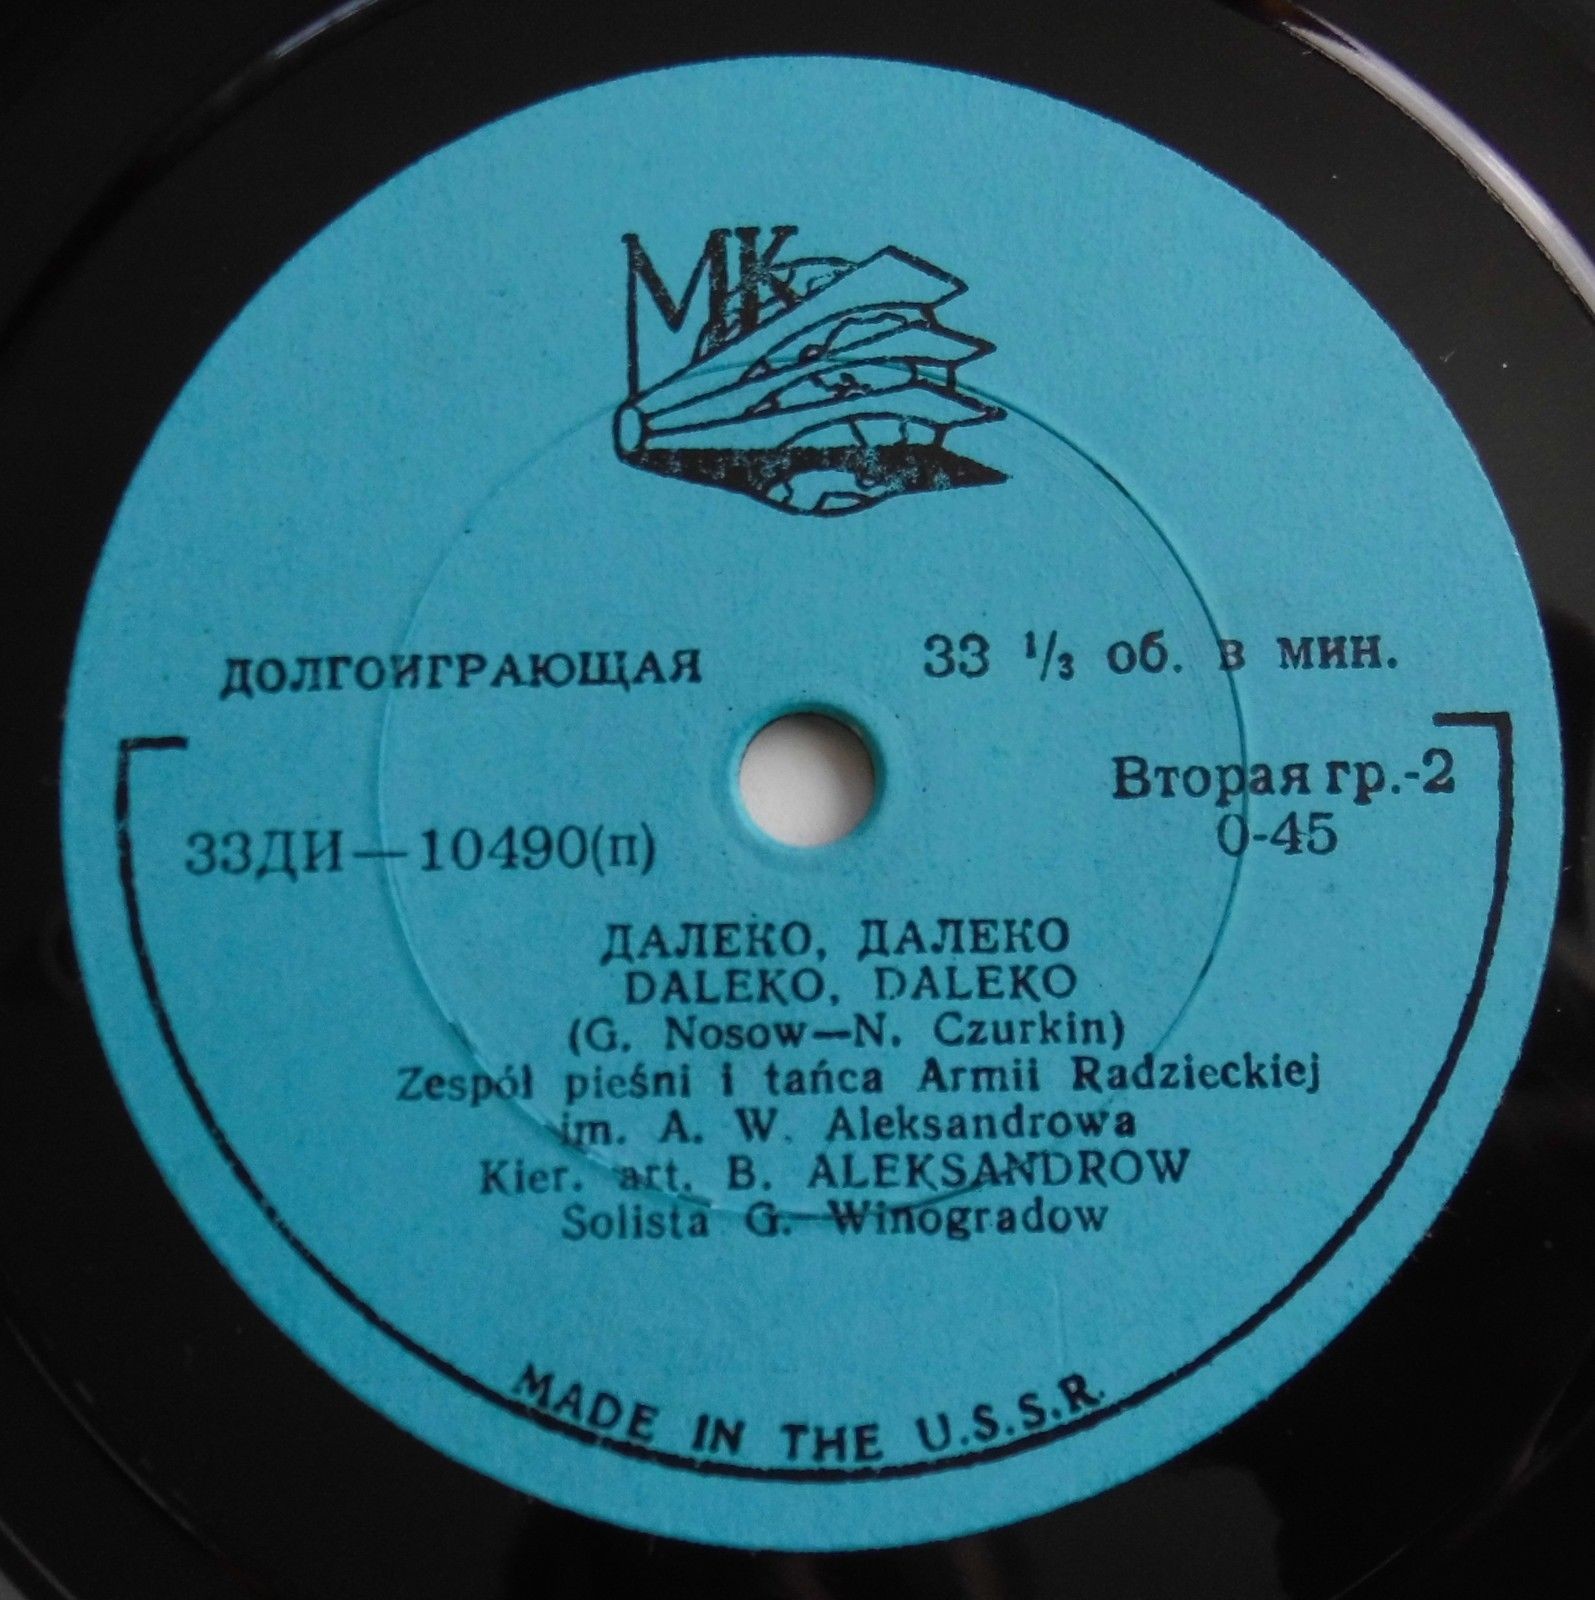 МК
ДОЛГОИГРАЮЩАЯ 33 1/3 об. в мин.
Вторая гр.-2
0-45
33ДИ—10490(п)
ДАЛЕКО, ДАЛЕКО
DALEKO, DALEKO
(G. Nosow—N. Czurkin)
Zespół pieśni i tańca Armii Radzieckiej
im. A. W. Aleksandrowa
Kier. art. B. ALEKSANDROW
Solista G. Winogradow
MADE IN THE U.S.S.R.